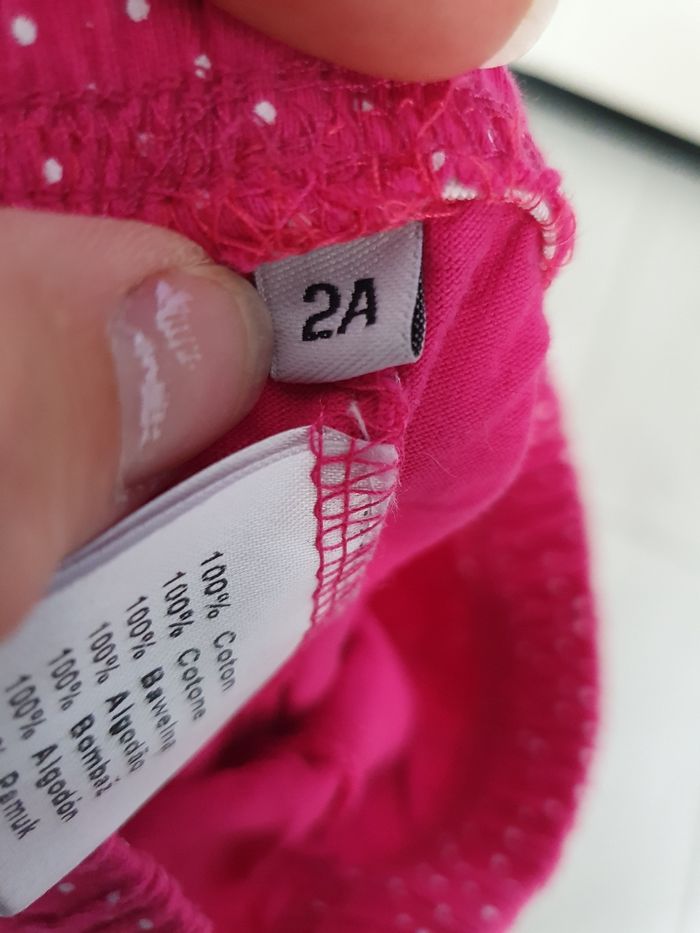 2A
100% Coton
100% Cotone
100% Bawełna
100% Algodão
100% Bombaž
100% Algodón
% Pamuk